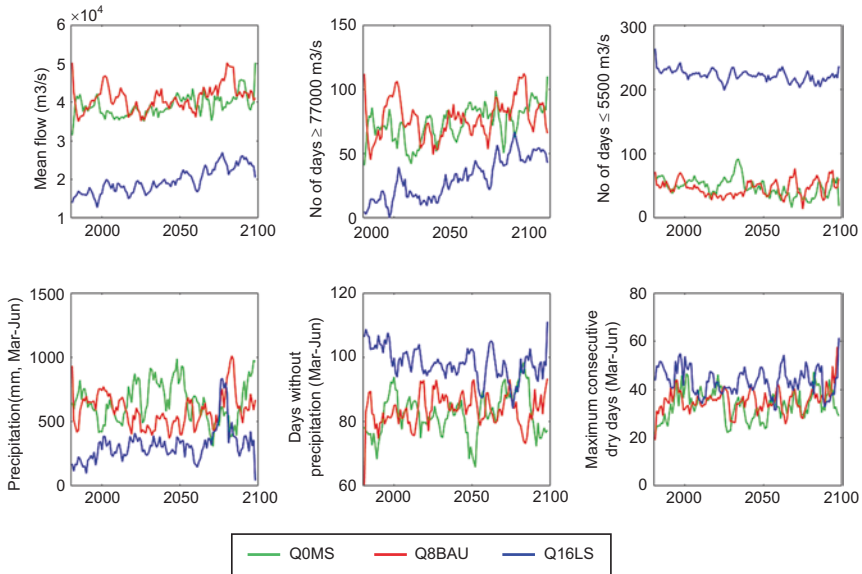 6 ×10⁴
5
4
3
2
1
Mean flow (m3/s)
2000 2050 2100
150
100
50
0
No of days ≥ 77000 m3/s
2000 2050 2100
300
200
100
0
No of days ≤ 5500 m3/s
2000 2050 2100
1500
1000
500
0
Precipitation(mm, Mar-Jun)
2000 2050 2100
120
100
80
60
Days without
precipitation (Mar-Jun)
2000 2050 2100
80
60
40
20
0
Maximum consecutive
dry days (Mar-Jun)
2000 2050 2100
Q0MS Q8BAU Q16LS